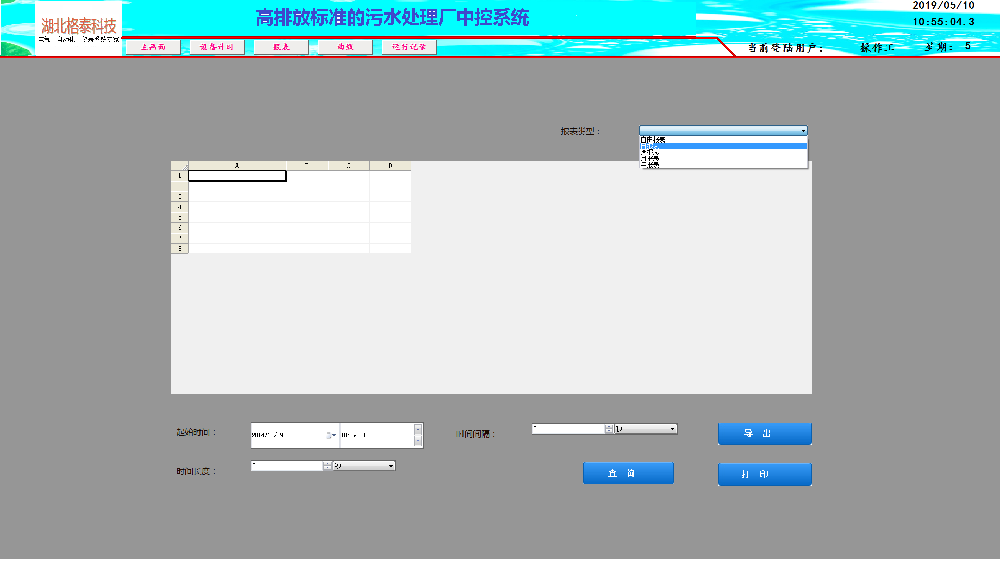 湖北格泰科技
电气、自动化、仪表系统专家
高排放标准的污水处理厂中控系统
2019/05/10
10:55:04.3
主画面 设备计时 报表 曲线 运行记录
当前登陆用户： 操作工 星期： 5
报表类型：
自由报表
日报表
周报表
月报表
年报表
A B C D
1
2
3
4
5
6
7
8
起始时间： 2014/12/ 9 10:39:21
时间间隔： 0 秒
导 出
时间长度： 0 秒
查 询
打 印